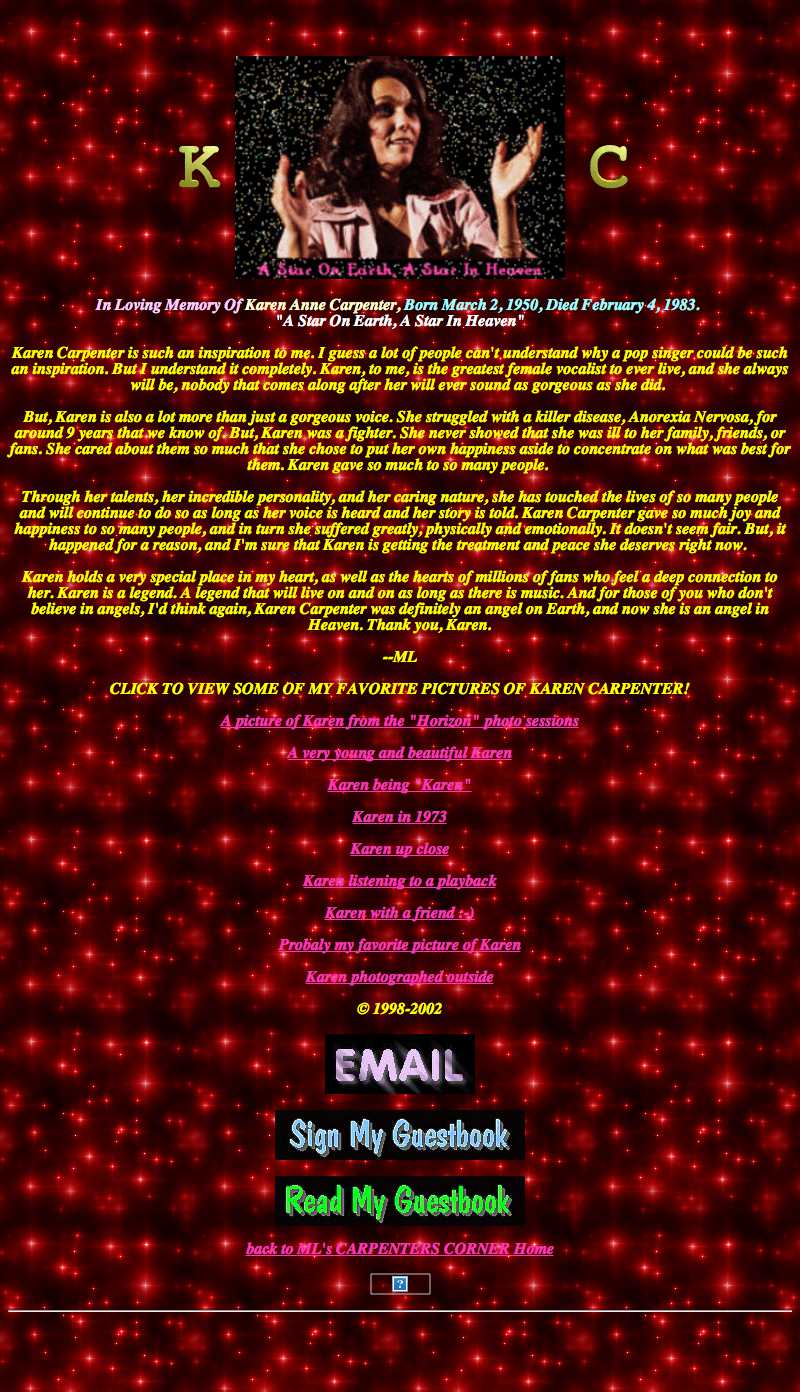 K
C
A Star On Earth, A Star In Heaven
In Loving Memory Of Karen Anne Carpenter, Born March 2, 1950, Died February 4, 1983.
"A Star On Earth, A Star In Heaven"
Karen Carpenter is such an inspiration to me. I guess a lot of people can't understand why a pop singer could be such
an inspiration. But I understand it completely. Karen, to me, is the greatest female vocalist to ever live, and she always
will be, nobody that comes along after her will ever sound as gorgeous as she did.
But, Karen is also a lot more than just a gorgeous voice. She struggled with a killer disease, Anorexia Nervosa, for
around 9 years that we know of. But, Karen was a fighter. She never showed that she was ill to her family, friends, or
fans. She cared about them so much that she chose to put her own happiness aside to concentrate on what was best for
them. Karen gave so much to so many people.
Through her talents, her incredible personality, and her caring nature, she has touched the lives of so many people
and will continue to do so as long as her voice is heard and her story is told. Karen Carpenter gave so much joy and
happiness to so many people, and in turn she suffered greatly, physically and emotionally. It doesn't seem fair. But, it
happened for a reason, and I'm sure that Karen is getting the treatment and peace she deserves right now.
Karen holds a very special place in my heart, as well as the hearts of millions of fans who feel a deep connection to
her. Karen is a legend. A legend that will live on and on as long as there is music. And for those of you who don't
believe in angels, I'd think again, Karen Carpenter was definitely an angel on Earth, and now she is an angel in
Heaven. Thank you, Karen.
--ML
CLICK TO VIEW SOME OF MY FAVORITE PICTURES OF KAREN CARPENTER!
A picture of Karen from the "Horizon" photo sessions
A very young and beautiful Karen
Karen being "Karen"
Karen in 1973
Karen up close
Karen listening to a playback
Karen with a friend :-)
Probaly my favorite picture of Karen
Karen photographed outside
© 1998-2002
EMAIL
Sign My Guestbook
Read My Guestbook
back to ML's CARPENTERS CORNER Home